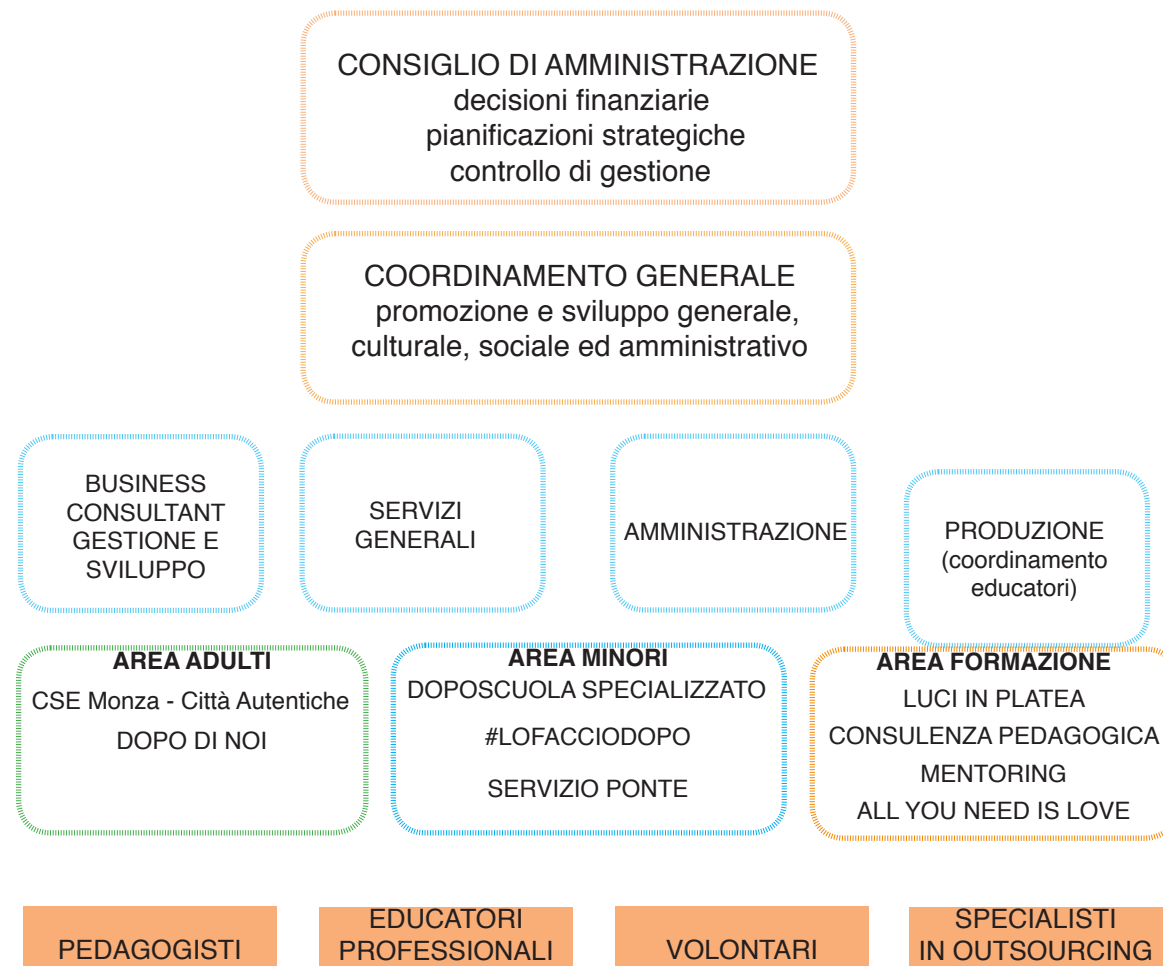 CONSIGLIO DI AMMINISTRAZIONE
decisioni finanziarie
pianificazioni strategiche
controllo di gestione
COORDINAMENTO GENERALE
promozione e sviluppo generale,
culturale, sociale ed amministrativo
BUSINESS
CONSULTANT
GESTIONE E
SVILUPPO
SERVIZI
GENERALI
AMMINISTRAZIONE
PRODUZIONE
(coordinamento
educatori)
AREA ADULTI
CSE Monza - Città Autentiche
DOPO DI NOI
AREA MINORI
DOPOSCUOLA SPECIALIZZATO
#LOFACCIODOPO
SERVIZIO PONTE
AREA FORMAZIONE
LUCI IN PLATEA
CONSULENZA PEDAGOGICA
MENTORING
ALL YOU NEED IS LOVE
PEDAGOGISTI
EDUCATORI
PROFESSIONALI
VOLONTARI
SPECIALISTI
IN OUTSOURCING